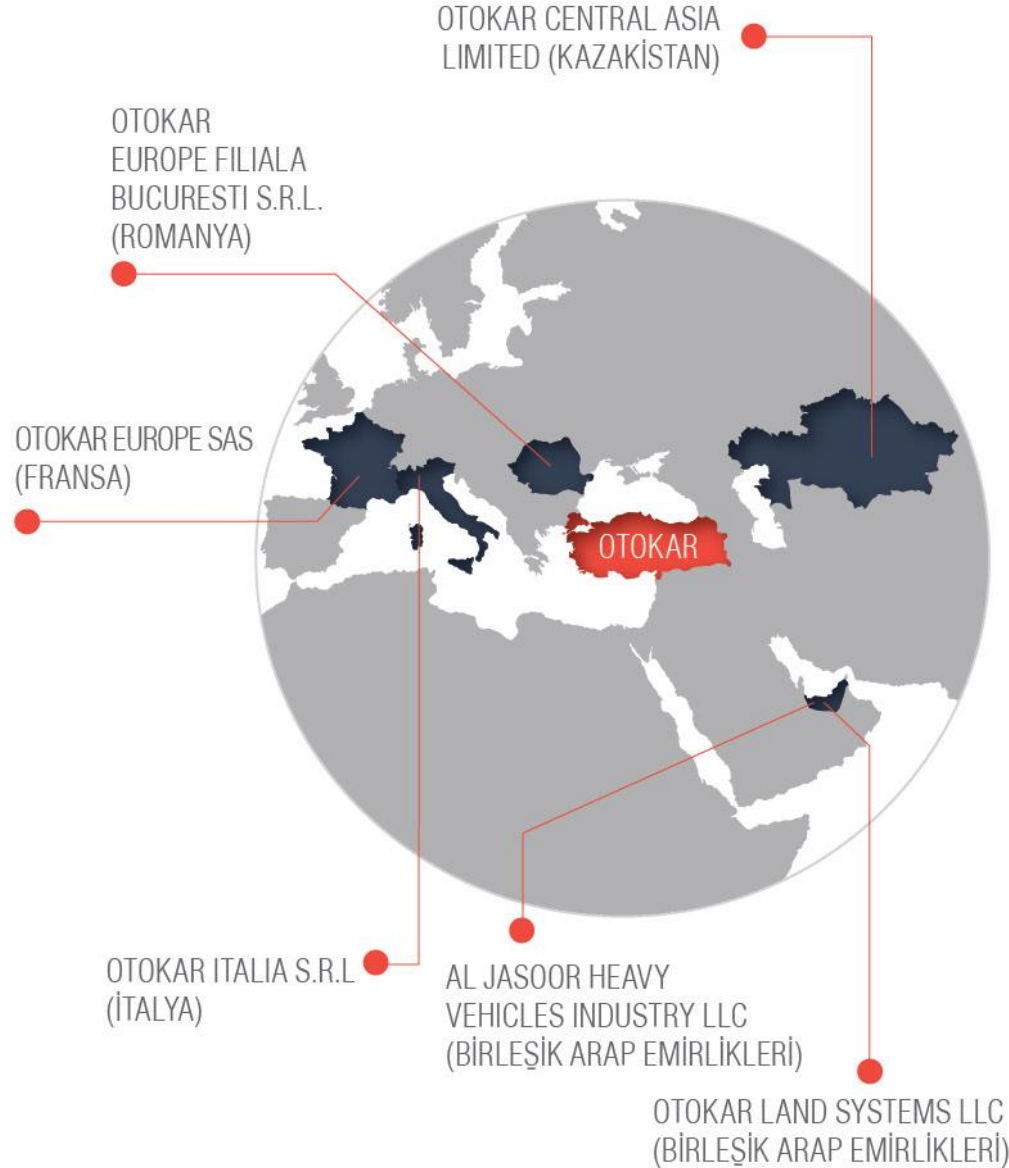 OTOKAR CENTRAL ASIA
LIMITED (KAZAKİSTAN)
OTOKAR
EUROPE FILIALA
BUCURESTI S.R.L.
(ROMANYA)
OTOKAR EUROPE SAS
(FRANSA)
OTOKAR
OTOKAR ITALIA S.R.L
(İTALYA)
AL JASOOR HEAVY
VEHICLES INDUSTRY LLC
(BİRLEŞİK ARAP EMİRLİKLERİ)
OTOKAR LAND SYSTEMS LLC
(BİRLEŞİK ARAP EMİRLİKLERİ)